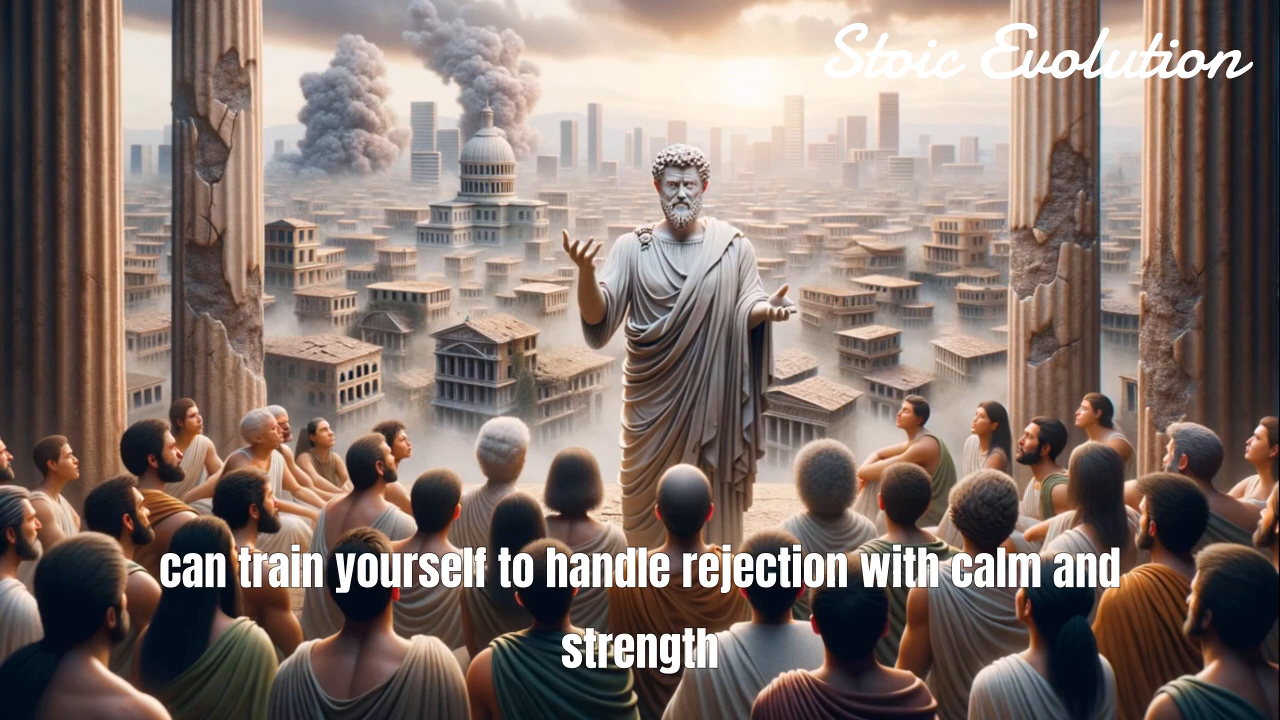 Stoic Evolution
can train yourself to handle rejection with calm and
strength